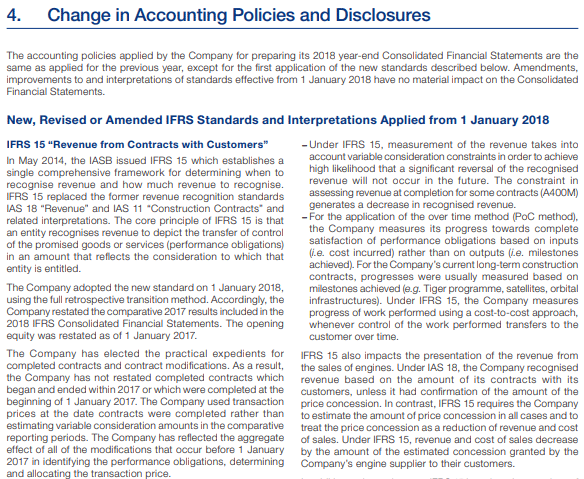 4. Change in Accounting Policies and Disclosures
The accounting policies applied by the Company for preparing its 2018 year-end Consolidated Financial Statements are the
same as applied for the previous year, except for the first application of the new standards described below. Amendments,
improvements to and interpretations of standards effective from 1 January 2018 have no material impact on the Consolidated
Financial Statements.
New, Revised or Amended IFRS Standards and Interpretations Applied from 1 January 2018
IFRS 15 “Revenue from Contracts with Customers”
In May 2014, the IASB issued IFRS 15 which establishes a
single comprehensive framework for determining when to
recognise revenue and how much revenue to recognise.
IFRS 15 replaced the former revenue recognition standards
IAS 18 “Revenue” and IAS 11 “Construction Contracts” and
related interpretations. The core principle of IFRS 15 is that
an entity recognises revenue to depict the transfer of control
of the promised goods or services (performance obligations)
in an amount that reflects the consideration to which that
entity is entitled.
The Company adopted the new standard on 1 January 2018,
using the full retrospective transition method. Accordingly, the
Company restated the comparative 2017 results included in the
2018 IFRS Consolidated Financial Statements. The opening
equity was restated as of 1 January 2017.
The Company has elected the practical expedients for
completed contracts and contract modifications. As a result,
the Company has not restated completed contracts which
began and ended within 2017 or which were completed at the
beginning of 1 January 2017. The Company used transaction
prices at the date contracts were completed rather than
estimating variable consideration amounts in the comparative
reporting periods. The Company has reflected the aggregate
effect of all of the modifications that occur before 1 January
2017 in identifying the performance obligations, determining
and allocating the transaction price.
– Under IFRS 15, measurement of the revenue takes into
account variable consideration constraints in order to achieve
high likelihood that a significant reversal of the recognised
revenue will not occur in the future. The constraint in
assessing revenue at completion for some contracts (A400M)
generates a decrease in recognised revenue.
– For the application of the over time method (PoC method),
the Company measures its progress towards complete
satisfaction of performance obligations based on inputs
(i.e. cost incurred) rather than on outputs (i.e. milestones
achieved). For the Company's current long-term construction
contracts, progresses were usually measured based on
milestones achieved (e.g. Tiger programme, satellites, orbital
infrastructures). Under IFRS 15, the Company measures
progress of work performed using a cost-to-cost approach,
whenever control of the work performed transfers to the
customer over time.
IFRS 15 also impacts the presentation of the revenue from
the sales of engines. Under IAS 18, the Company recognised
revenue based on the amount of its contracts with its
customers, unless it had confirmation of the amount of the
price concession. In contrast, IFRS 15 requires the Company
to estimate the amount of price concession in all cases and to
treat the price concession as a reduction of revenue and cost
of sales. Under IFRS 15, revenue and cost of sales decrease
by the amount of the estimated concession granted by the
Company's engine supplier to their customers.